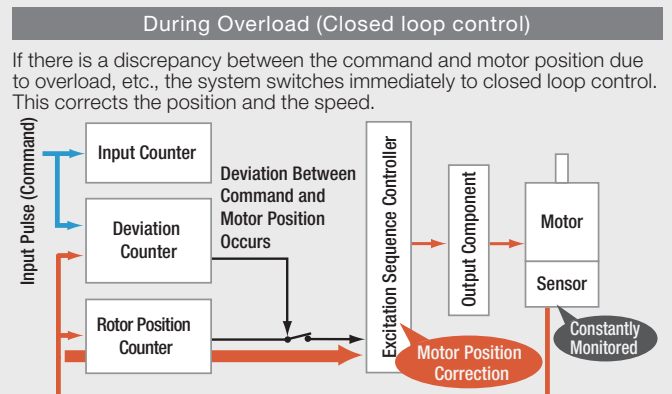 During Overload (Closed loop control)
If there is a discrepancy between the command and motor position due
to overload, etc., the system switches immediately to closed loop control.
This corrects the position and the speed.
Input Pulse (Command)
Input Counter
Deviation Between
Command and
Motor Position
Occurs
Deviation
Counter
Rotor Position
Counter
Excitation Sequence Controller
Output Component
Motor
Sensor
Constantly
Monitored
Motor Position
Correction